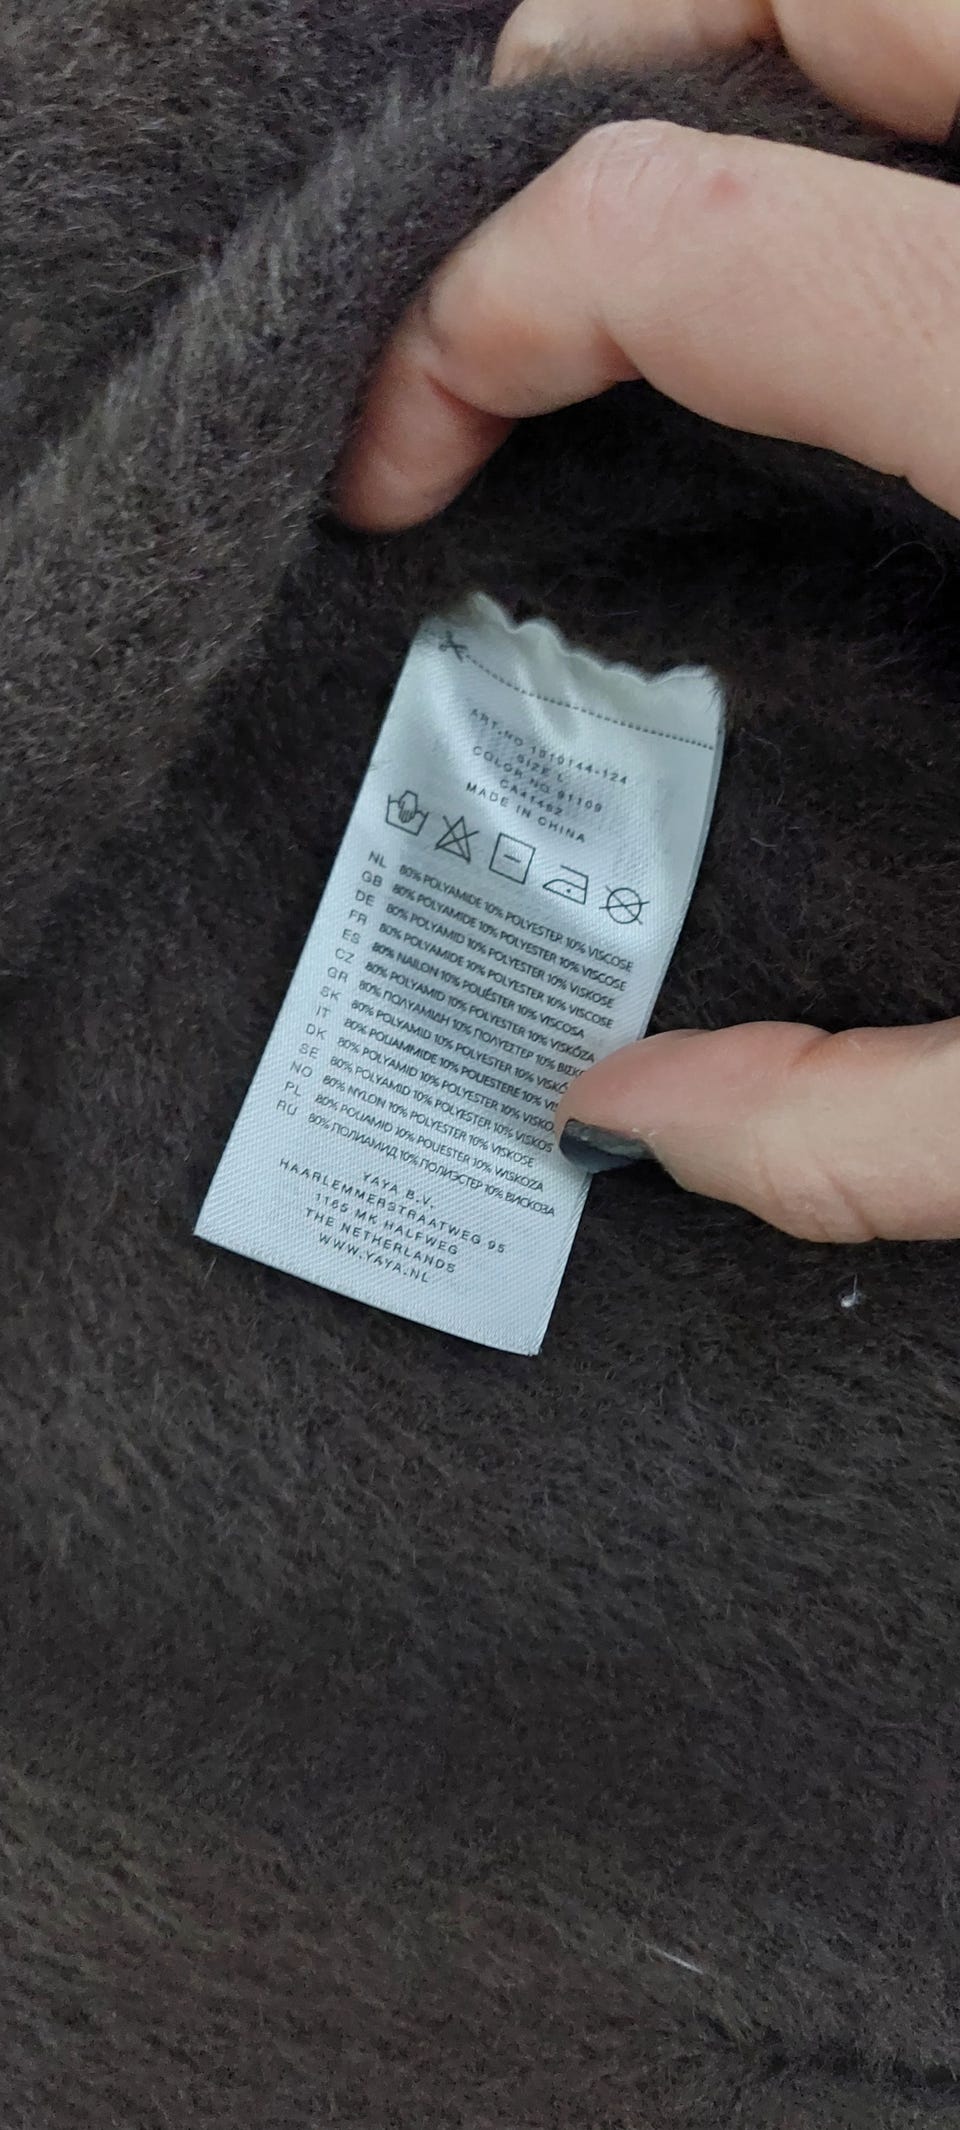 ART.NO 1010144-124
SIZE L
COLOR NO 91109
CA41462
MADE IN CHINA
NL 80% POLYAMIDE 10% POLYESTER 10% VISCOSE
GB 80% POLYAMIDE 10% POLYESTER 10% VISCOSE
DE 80% POLYAMID 10% POLYESTER 10% VISKOSE
FR 80% POLYAMIDE 10% POLYESTER 10% VISCOSE
ES 80% NAILON 10% POLIÉSTER 10% VISCOSA
CZ 80% POLYAMID 10% POLYESTER 10% VISKÓZA
GR 80% ΠΟΛΥΑΜΙΔΗ 10% ΠΟΛΥΕΣΤΕΡ 10%
SK 80% POLYAMID 10% POLYESTER 10%
IT 80% POLIAMMIDE 10% POLIESTERE 10%
DK 80% POLYAMID 10% POLYESTER 10%
SE 80% POLYAMID 10% POLYESTER 10% VISKOS
NO 80% NYLON 10% POLYESTER 10% VISKOSE
PL 80% POLIAMID 10% POLIESTER 10% WISKOZA
RU 80% ПОЛИАМИД 10% ПОЛИЭСТЕР 10% ВИСКОЗА
YAYA B.V.
HAARLEMMERSTRAATWEG 95
1165 MK HALFWEG
THE NETHERLANDS
WWW.YAYA.NL